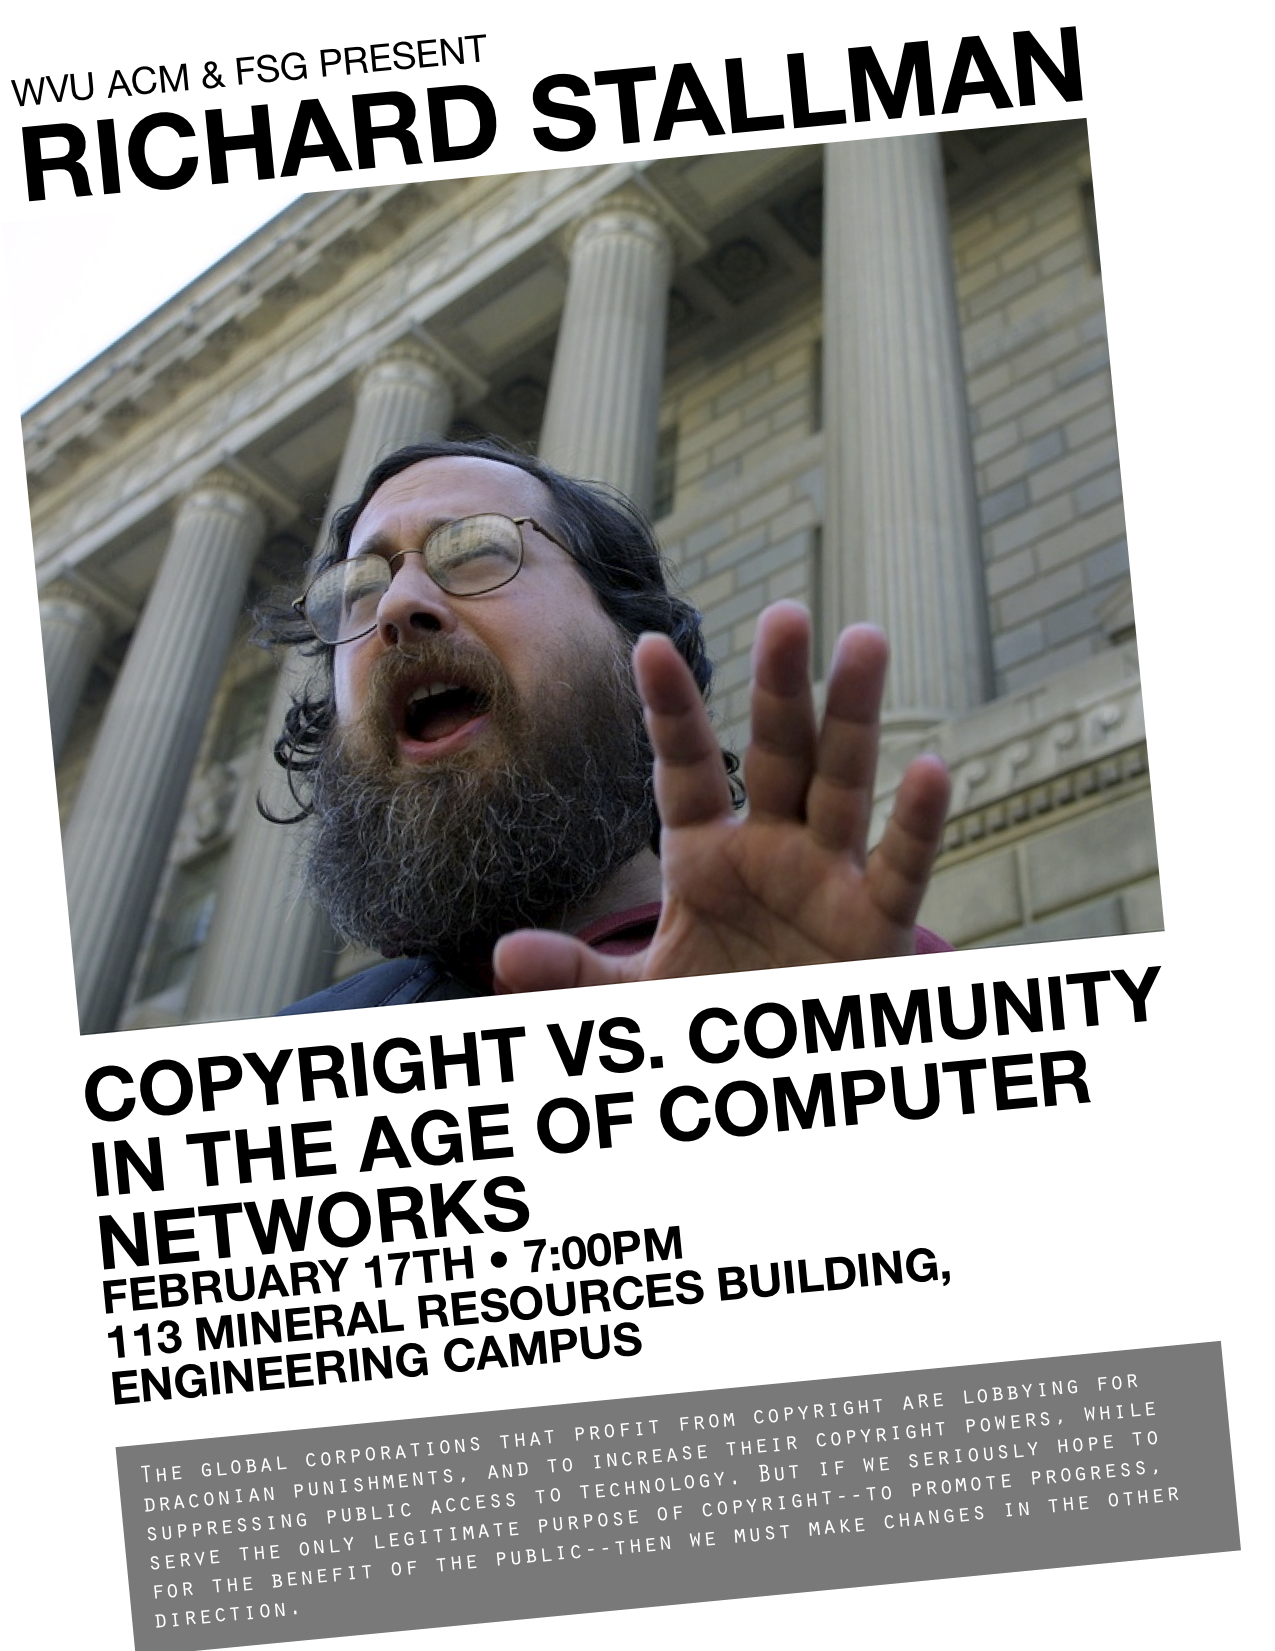 WVU ACM & FSG PRESENT
RICHARD STALLMAN
COPYRIGHT VS. COMMUNITY
IN THE AGE OF COMPUTER
NETWORKS
FEBRUARY 17TH • 7:00PM
113 MINERAL RESOURCES BUILDING,
ENGINEERING CAMPUS
THE GLOBAL CORPORATIONS THAT PROFIT FROM COPYRIGHT ARE LOBBYING FOR
DRACONIAN PUNISHMENTS, AND TO INCREASE THEIR COPYRIGHT POWERS, WHILE
SUPPRESSING PUBLIC ACCESS TO TECHNOLOGY. BUT IF WE SERIOUSLY HOPE TO
SERVE THE ONLY LEGITIMATE PURPOSE OF COPYRIGHT--TO PROMOTE PROGRESS,
FOR THE BENEFIT OF THE PUBLIC--THEN WE MUST MAKE CHANGES IN THE OTHER
DIRECTION.